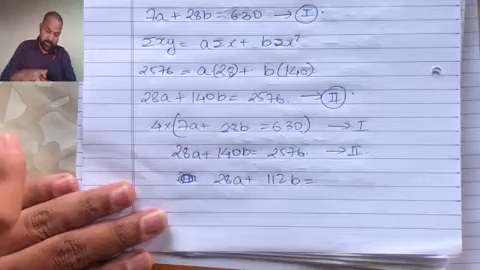 7a + 28b = 630 → I
Σxy = aΣx + bΣx²
2576 = a(28) + b(140)
28a + 140b = 2576. → II
4×(7a + 28b = 630) → I
28a + 140b = 2576. → II.
28a + 112b =